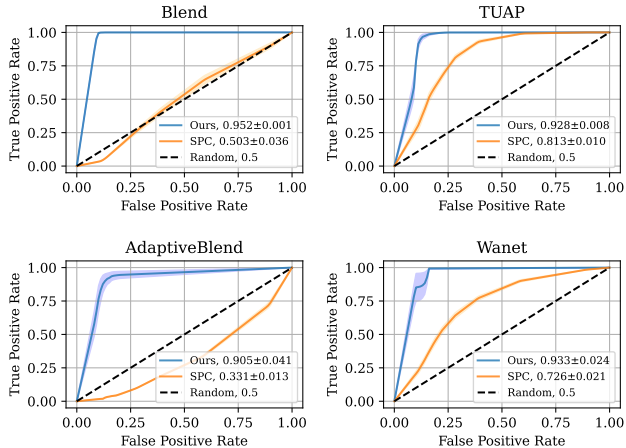 Blend
True Positive Rate
1.00
0.75
0.50
0.25
0.00
Ours, 0.952±0.001
SPC, 0.503±0.036
Random, 0.5
0.00 0.25 0.50 0.75 1.00
False Positive Rate
TUAP
True Positive Rate
1.00
0.75
0.50
0.25
0.00
Ours, 0.928±0.008
SPC, 0.813±0.010
Random, 0.5
0.00 0.25 0.50 0.75 1.00
False Positive Rate
AdaptiveBlend
True Positive Rate
1.00
0.75
0.50
0.25
0.00
Ours, 0.905±0.041
SPC, 0.331±0.013
Random, 0.5
0.00 0.25 0.50 0.75 1.00
False Positive Rate
Wanet
True Positive Rate
1.00
0.75
0.50
0.25
0.00
Ours, 0.933±0.024
SPC, 0.726±0.021
Random, 0.5
0.00 0.25 0.50 0.75 1.00
False Positive Rate